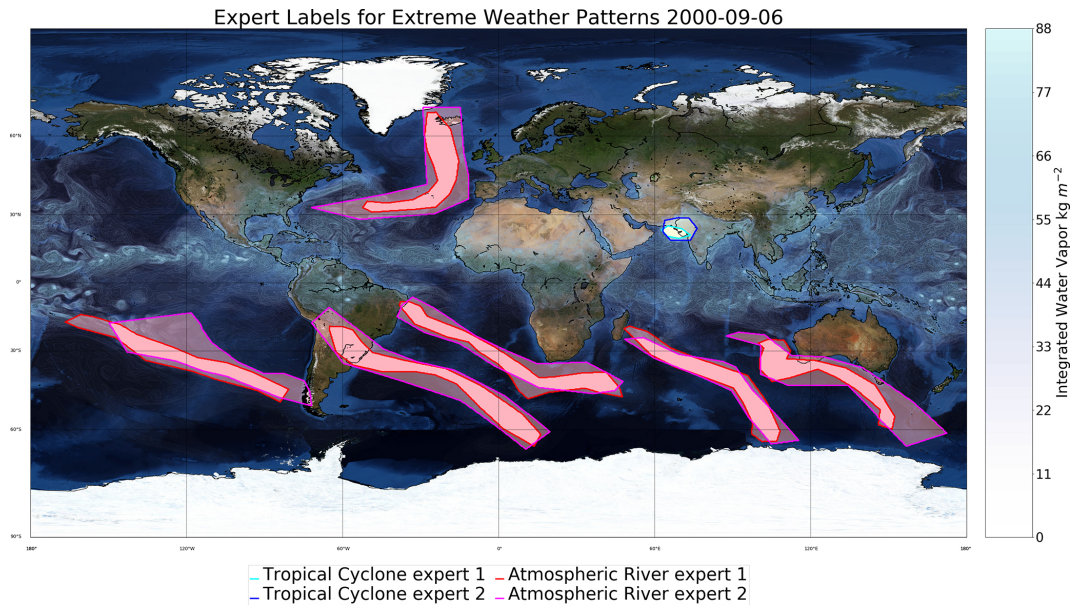 Expert Labels for Extreme Weather Patterns 2000-09-06
88
77
66
55
44
33
22
11
0
Integrated Water Vapor kg m⁻²
60°N
30°N
0°
30°S
60°S
90°S
180° 120°W 60°W 0° 60°E 120°E 180°
Tropical Cyclone expert 1 Atmospheric River expert 1
Tropical Cyclone expert 2 Atmospheric River expert 2